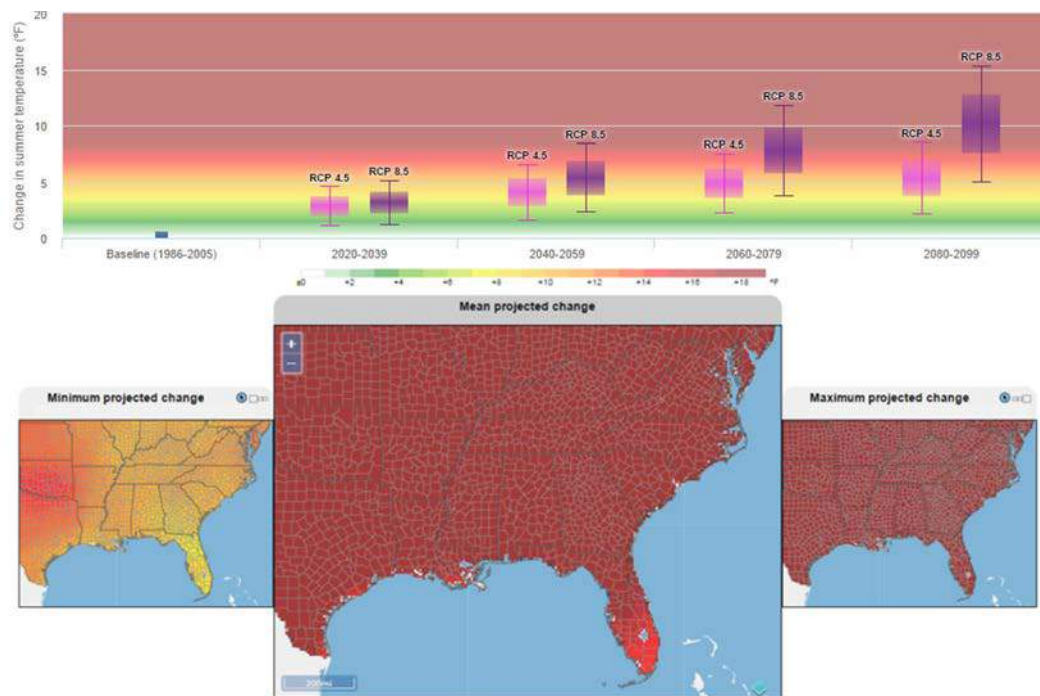 20
15
10
5
0
Change in summer temperature (°F)
RCP 4.5
RCP 8.5
RCP 4.5
RCP 8.5
RCP 4.5
RCP 8.5
RCP 4.5
RCP 8.5
Baseline (1986-2005)
2020-2039
2040-2059
2060-2079
2080-2099
≤0
+2
+4
+6
+8
+10
+12
+14
+16
+18
°F
Mean projected change
+
−
Minimum projected change
Maximum projected change